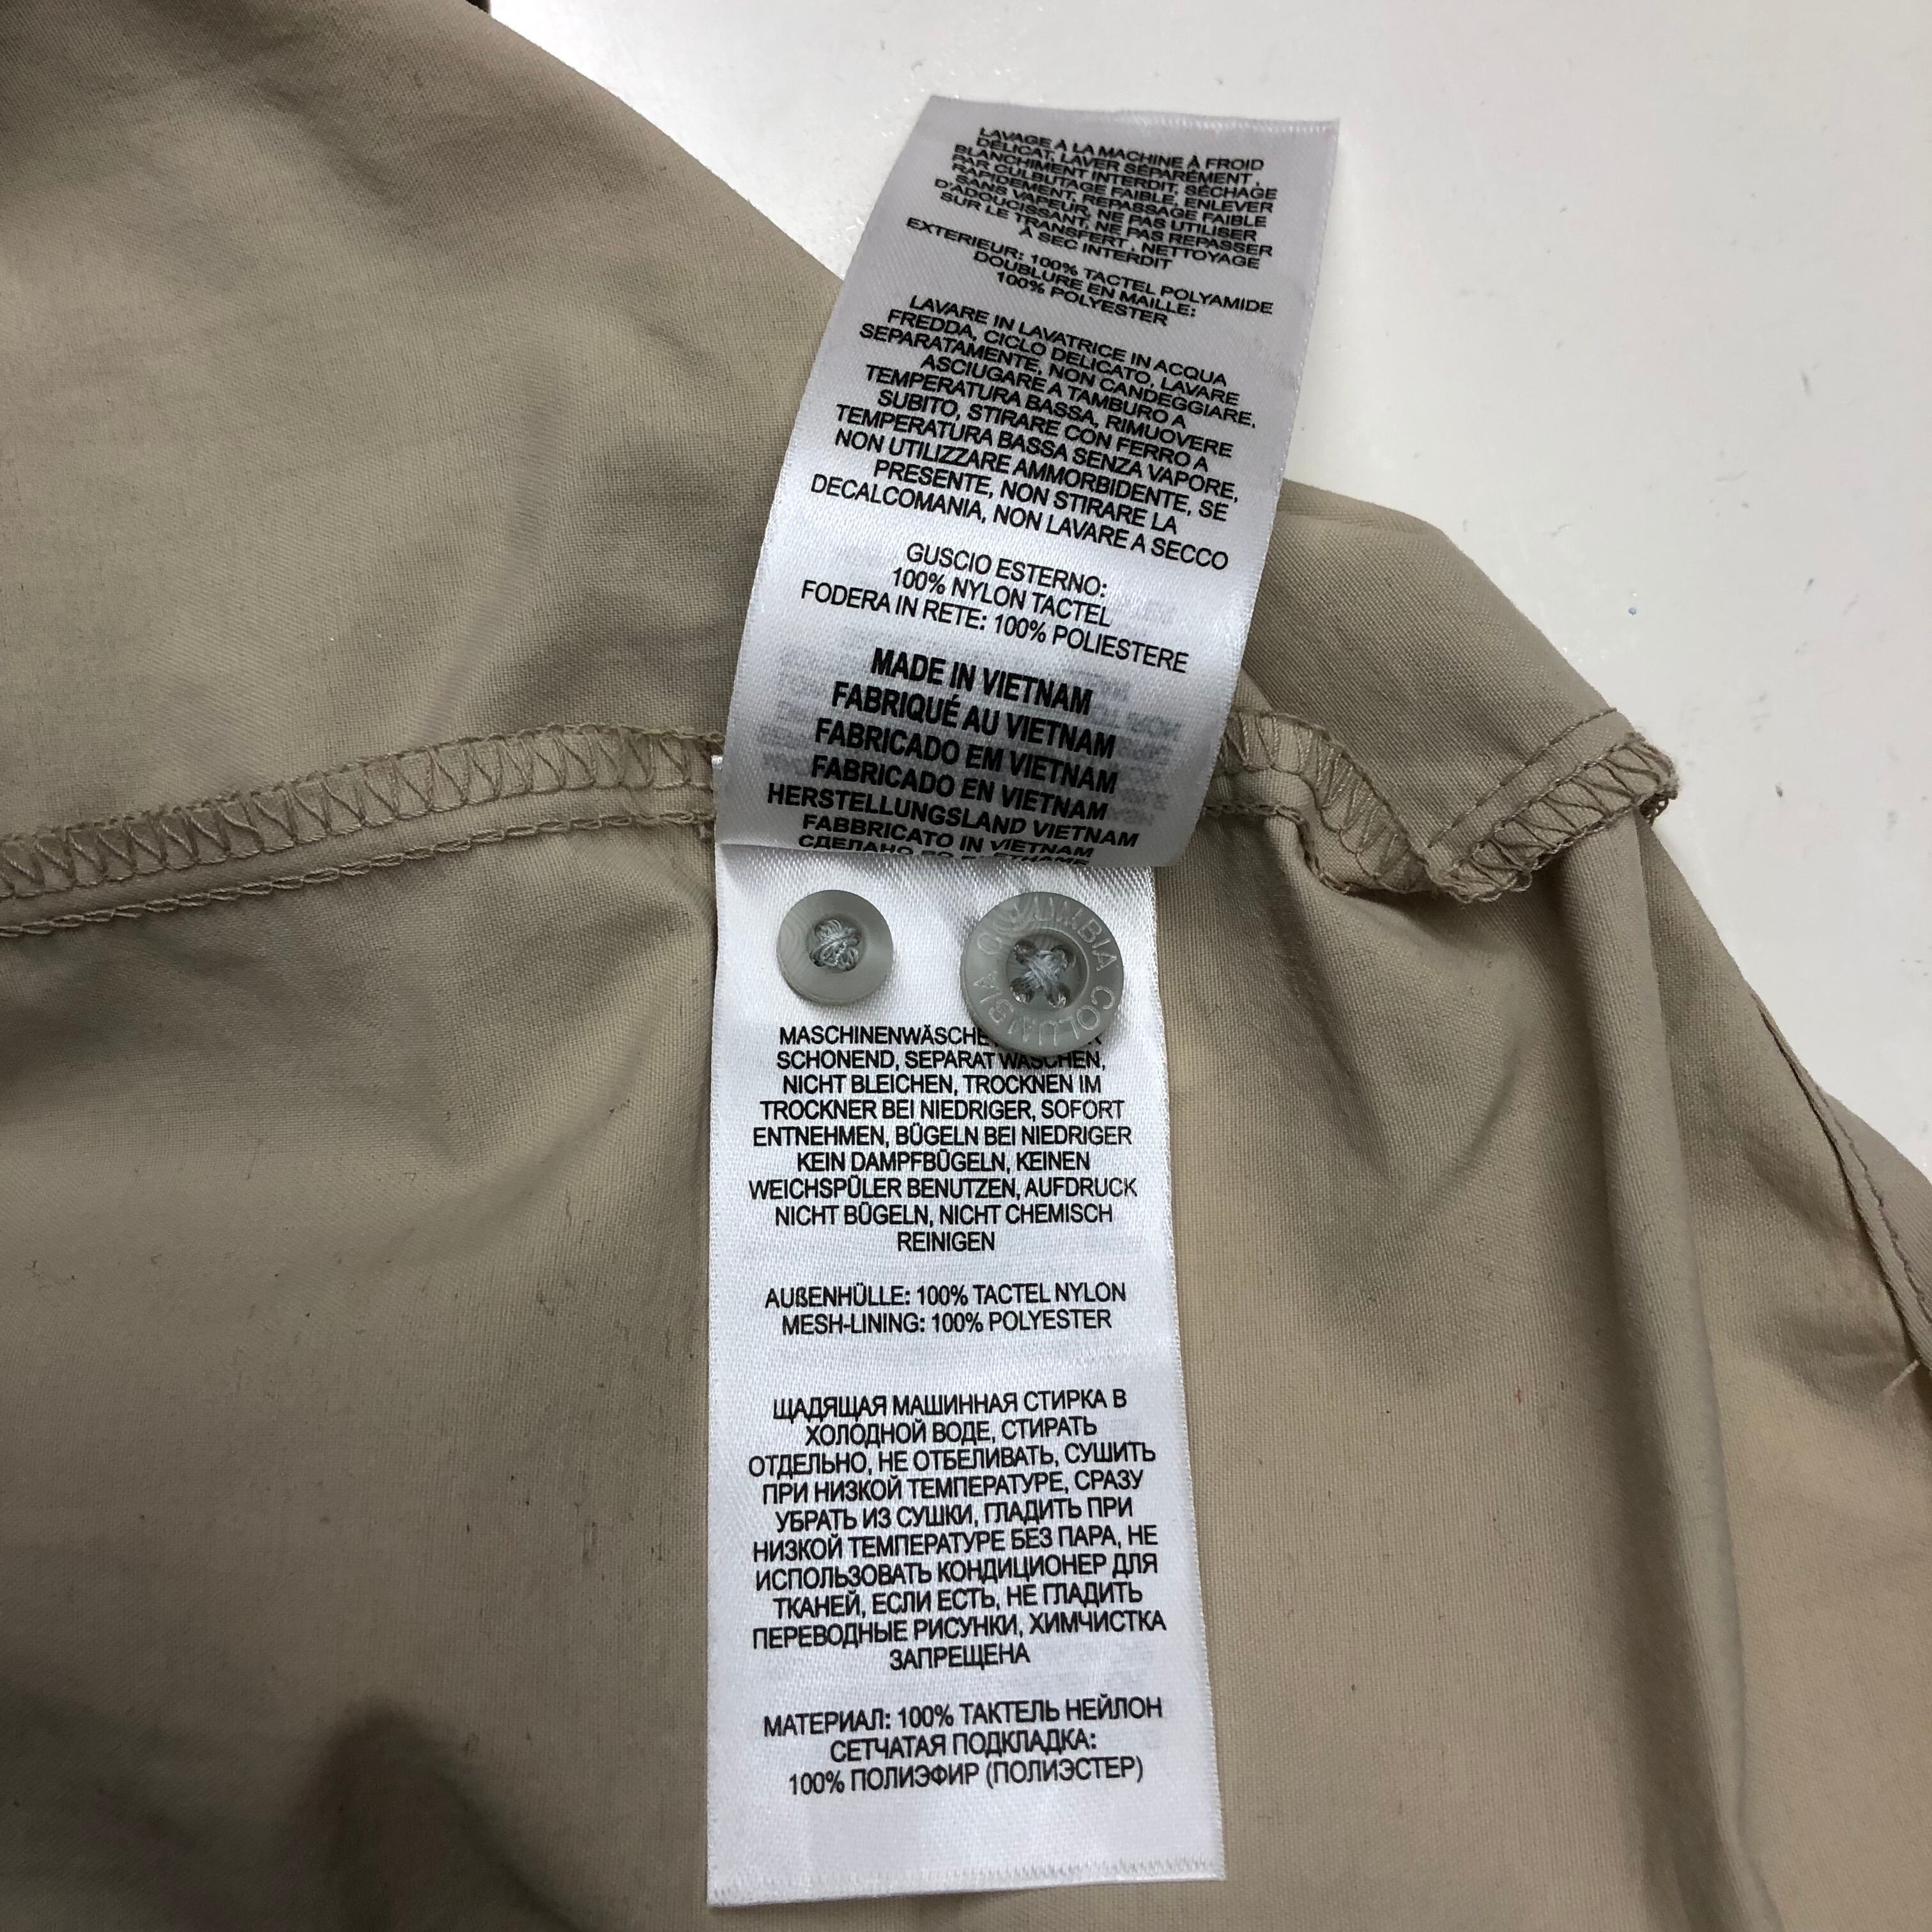 LAVAGE A LA MACHINE À FROID
DÉLICAT, LAVER SÉPARÉMENT,
BLANCHIMENT INTERDIT, SÉCHAGE
PAR CULBUTAGE FAIBLE, ENLEVER
RAPIDEMENT, REPASSAGE FAIBLE
SANS VAPEUR, NE PAS UTILISER
D'ADOUCISSANT, NE PAS REPASSER
SUR LE TRANSFERT, NETTOYAGE
À SEC INTERDIT
EXTERIEUR: 100% TACTEL POLYAMIDE
DOUBLURE EN MAILLE:
100% POLYESTER
LAVARE IN LAVATRICE IN ACQUA
FREDDA, CICLO DELICATO, LAVARE
SEPARATAMENTE, NON CANDEGGIARE,
ASCIUGARE A TAMBURO A
TEMPERATURA BASSA, RIMUOVERE
SUBITO, STIRARE CON FERRO A
TEMPERATURA BASSA SENZA VAPORE,
NON UTILIZZARE AMMORBIDENTE, SE
PRESENTE, NON STIRARE LA
DECALCOMANIA, NON LAVARE A SECCO
GUSCIO ESTERNO:
100% NYLON TACTEL
FODERA IN RETE: 100% POLIESTERE
MADE IN VIETNAM
FABRIQUÉ AU VIETNAM
FABRICADO EM VIETNAM
FABRICADO EN VIETNAM
HERSTELLUNGSLAND VIETNAM
FABBRICATO IN VIETNAM
СДЕЛАНО
COLUMBIA COLUMBIA
MASCHINENWÄSCHE
SCHONEND, SEPARAT WASCHEN,
NICHT BLEICHEN, TROCKNEN IM
TROCKNER BEI NIEDRIGER, SOFORT
ENTNEHMEN, BÜGELN BEI NIEDRIGER
KEIN DAMPFBÜGELN, KEINEN
WEICHSPÜLER BENUTZEN, AUFDRUCK
NICHT BÜGELN, NICHT CHEMISCH
REINIGEN
AUßENHÜLLE: 100% TACTEL NYLON
MESH-LINING: 100% POLYESTER
ЩАДЯЩАЯ МАШИННАЯ СТИРКА В
ХОЛОДНОЙ ВОДЕ, СТИРАТЬ
ОТДЕЛЬНО, НЕ ОТБЕЛИВАТЬ, СУШИТЬ
ПРИ НИЗКОЙ ТЕМПЕРАТУРЕ, СРАЗУ
УБРАТЬ ИЗ СУШКИ, ГЛАДИТЬ ПРИ
НИЗКОЙ ТЕМПЕРАТУРЕ БЕЗ ПАРА, НЕ
ИСПОЛЬЗОВАТЬ КОНДИЦИОНЕР ДЛЯ
ТКАНЕЙ, ЕСЛИ ЕСТЬ, НЕ ГЛАДИТЬ
ПЕРЕВОДНЫЕ РИСУНКИ, ХИМЧИСТКА
ЗАПРЕЩЕНА
МАТЕРИАЛ: 100% ТАКТЕЛЬ НЕЙЛОН
СЕТЧАТАЯ ПОДКЛАДКА:
100% ПОЛИЭФИР (ПОЛИЭСТЕР)